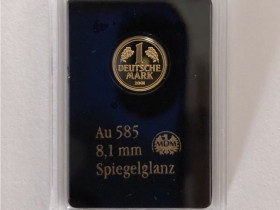 1
DEUTSCHE
MARK
Au 585
8,1 mm
MDM
Spiegelglanz